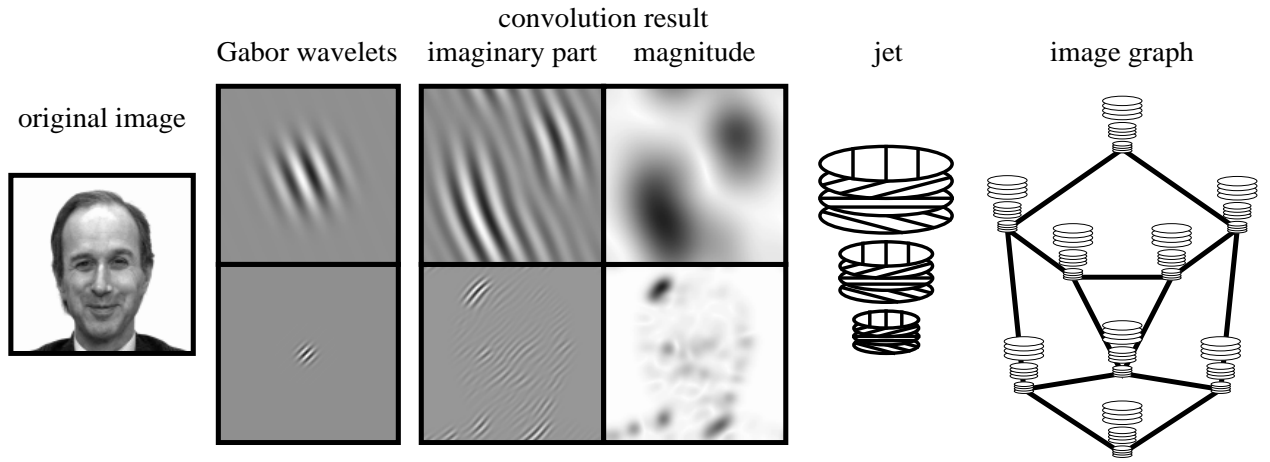 convolution result
Gabor wavelets
imaginary part
magnitude
jet
image graph
original image